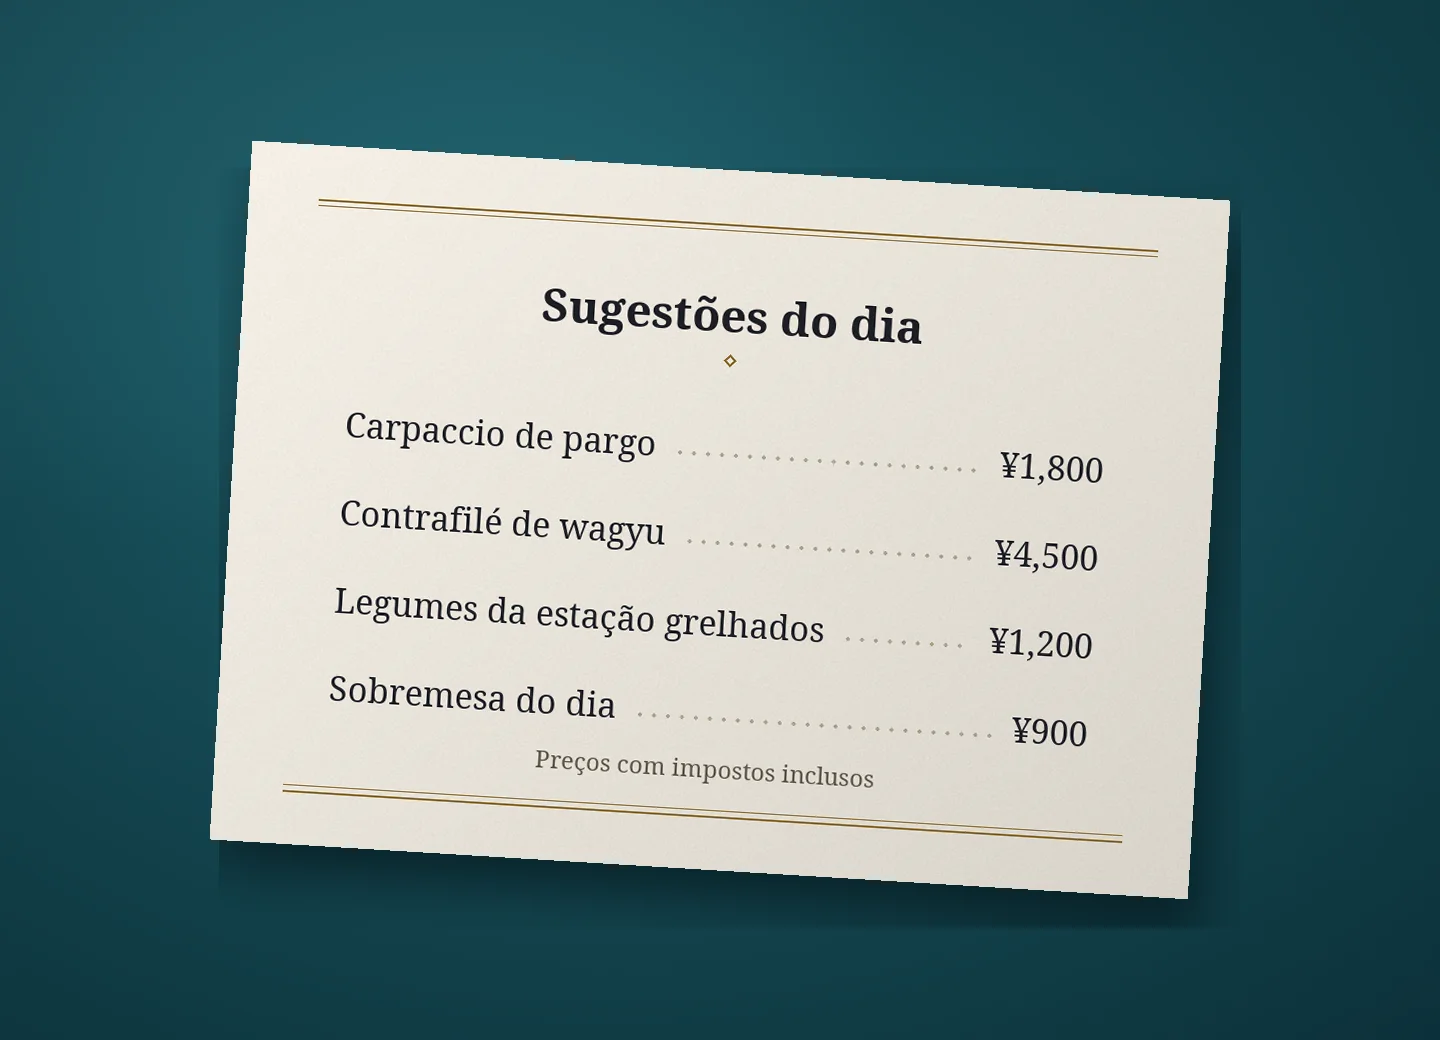 Sugestões do dia
Carpaccio de pargo ¥1,800
Contrafilé de wagyu ¥4,500
Legumes da estação grelhados ¥1,200
Sobremesa do dia ¥900
Preços com impostos inclusos